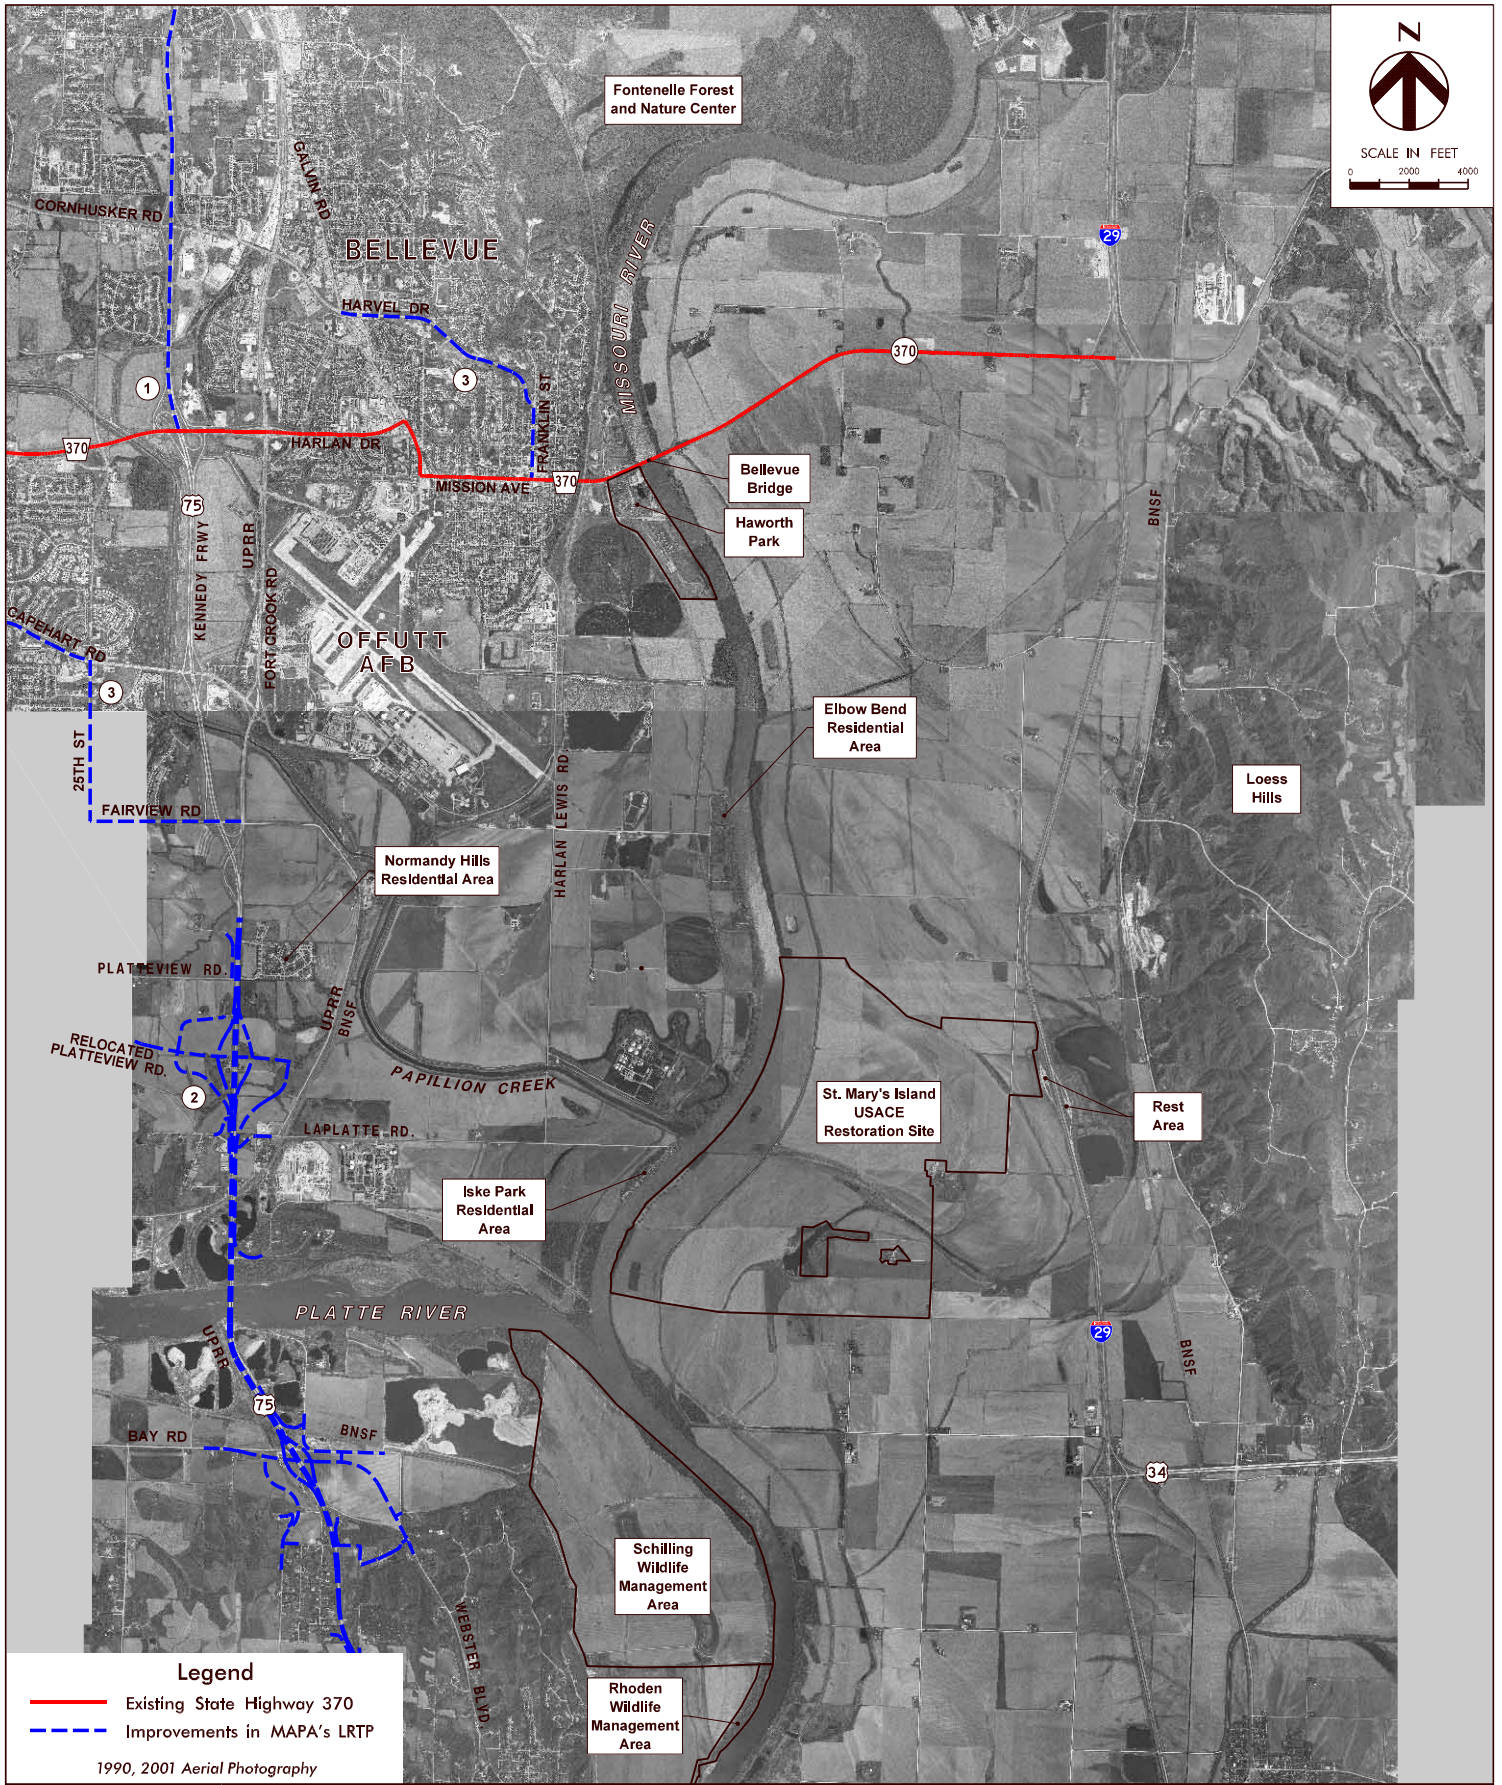 N
SCALE IN FEET
0 2000 4000
Fontenelle Forest
and Nature Center
GALVIN RD
CORNHUSKER RD
BELLEVUE
MISSOURI RIVER
29
HARVEL DR
370
1
3
FRANKLIN ST
370
HARLAN DR
MISSION AVE
370
Bellevue
Bridge
75
BNSF
Haworth
Park
KENNEDY FRWY
UPRR
FORT CROOK RD
CAPEHART RD
OFFUTT
AFB
3
Elbow Bend
Residential
Area
25TH ST
HARLAN LEWIS RD.
Loess
Hills
FAIRVIEW RD
Normandy Hills
Residential Area
PLATTEVIEW RD.
UPRR
BNSF
RELOCATED
PLATTEVIEW RD.
PAPILLION CREEK
2
St. Mary's Island
USACE
Restoration Site
Rest
Area
LAPLATTE RD.
Iske Park
Residential
Area
PLATTE RIVER
29
UPRR
BNSF
75
BAY RD
BNSF
34
Schilling
Wildlife
Management
Area
WEBSTER BLVD.
Rhoden
Wildlife
Management
Area
Legend
Existing State Highway 370
Improvements in MAPA's LRTP
1990, 2001 Aerial Photography